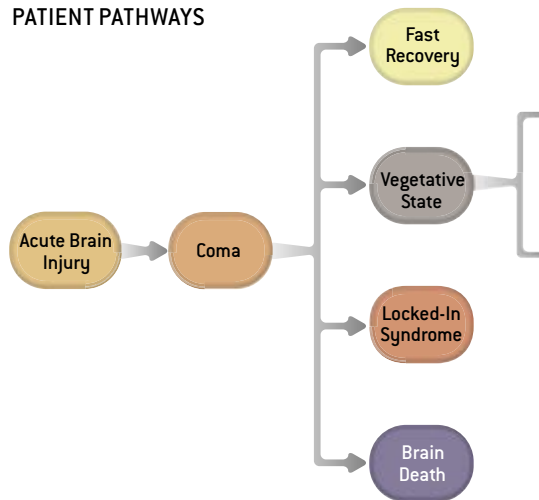 PATIENT PATHWAYS
Fast
Recovery
Vegetative
State
Acute Brain
Injury
Coma
Locked-In
Syndrome
Brain
Death